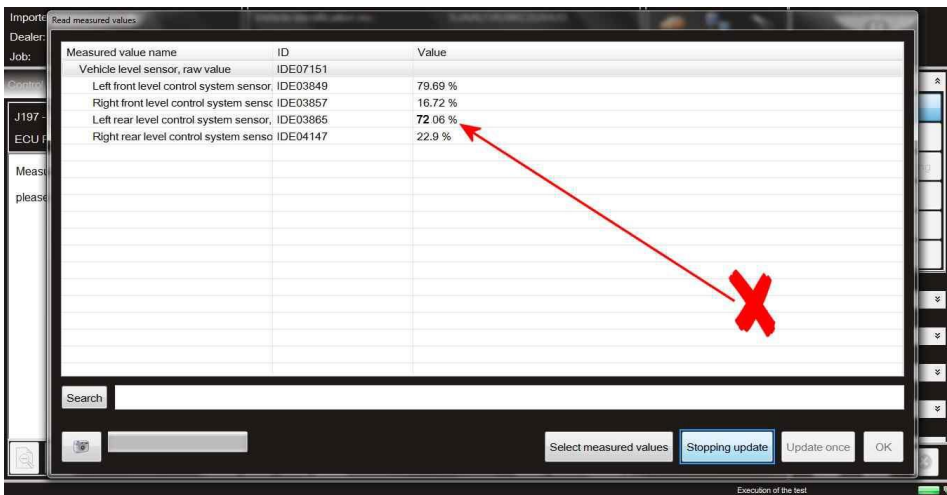 Importe
Read measured values
Dealer:
Job:
Measured value name ID Value
Vehicle level sensor, raw value IDE07151
Left front level control system sensor, IDE03849 79.69 %
Right front level control system senso IDE03857 16.72 %
Left rear level control system sensor, IDE03865 72.06 %
Right rear level control system senso IDE04147 22.9 %
Control
J197 -
ECU F
Measu
please
Search
Select measured values Stopping update Update once OK
Execution of the test